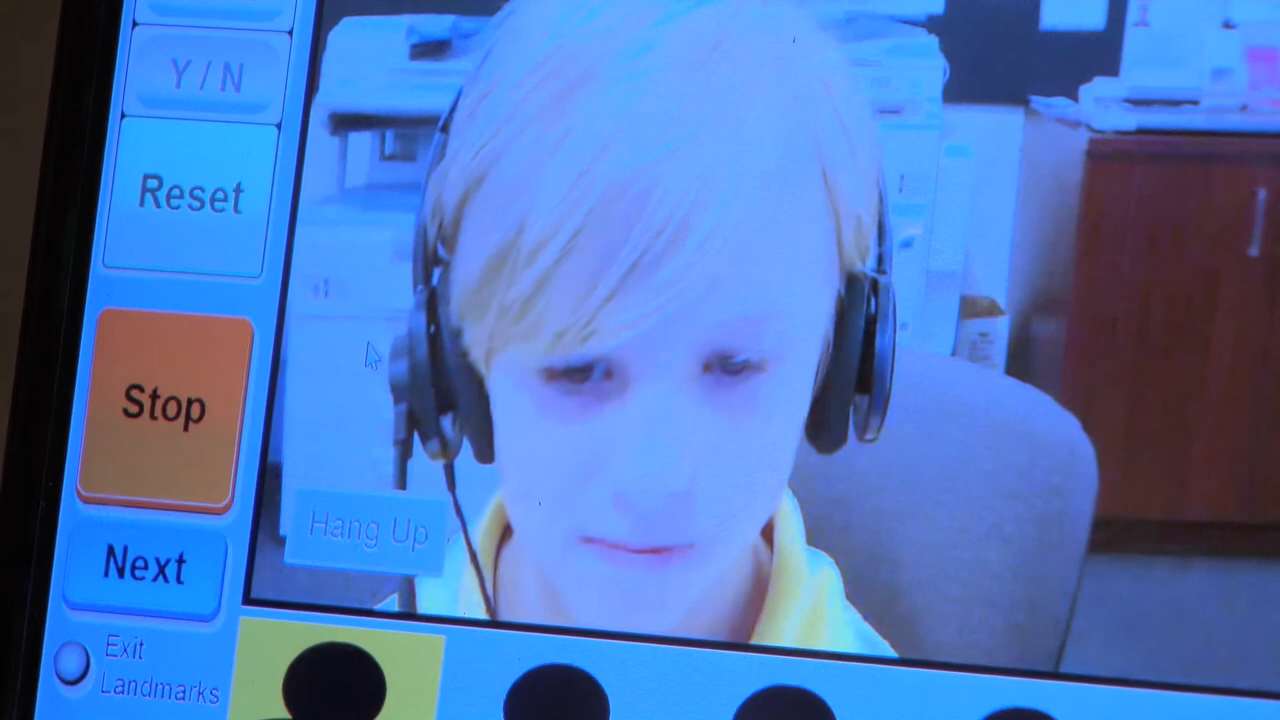 Y / N
Reset
Stop
Hang Up
Next
Exit
Landmarks